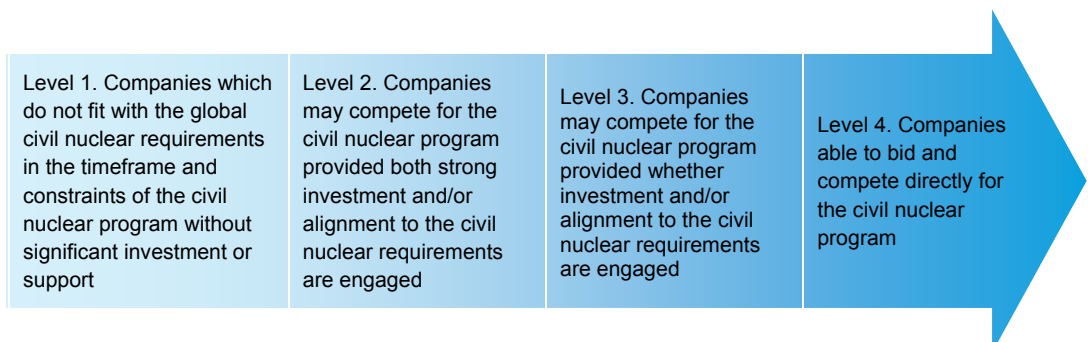 Level 1. Companies which
do not fit with the global
civil nuclear requirements
in the timeframe and
constraints of the civil
nuclear program without
significant investment or
support
Level 2. Companies
may compete for the
civil nuclear program
provided both strong
investment and/or
alignment to the civil
nuclear requirements
are engaged
Level 3. Companies
may compete for the
civil nuclear program
provided whether
investment and/or
alignment to the civil
nuclear requirements
are engaged
Level 4. Companies
able to bid and
compete directly for
the civil nuclear
program